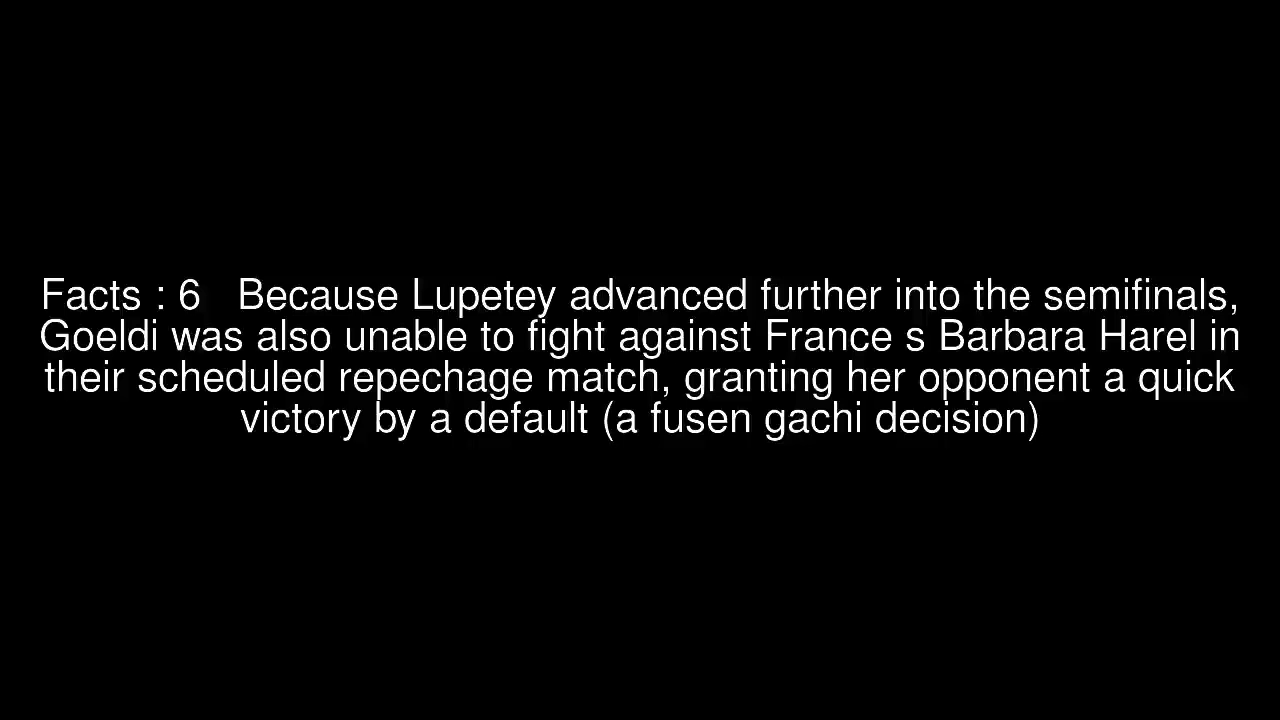 Facts : 6   Because Lupetey advanced further into the semifinals,
Goeldi was also unable to fight against France s Barbara Harel in
their scheduled repechage match, granting her opponent a quick
victory by a default (a fusen gachi decision)